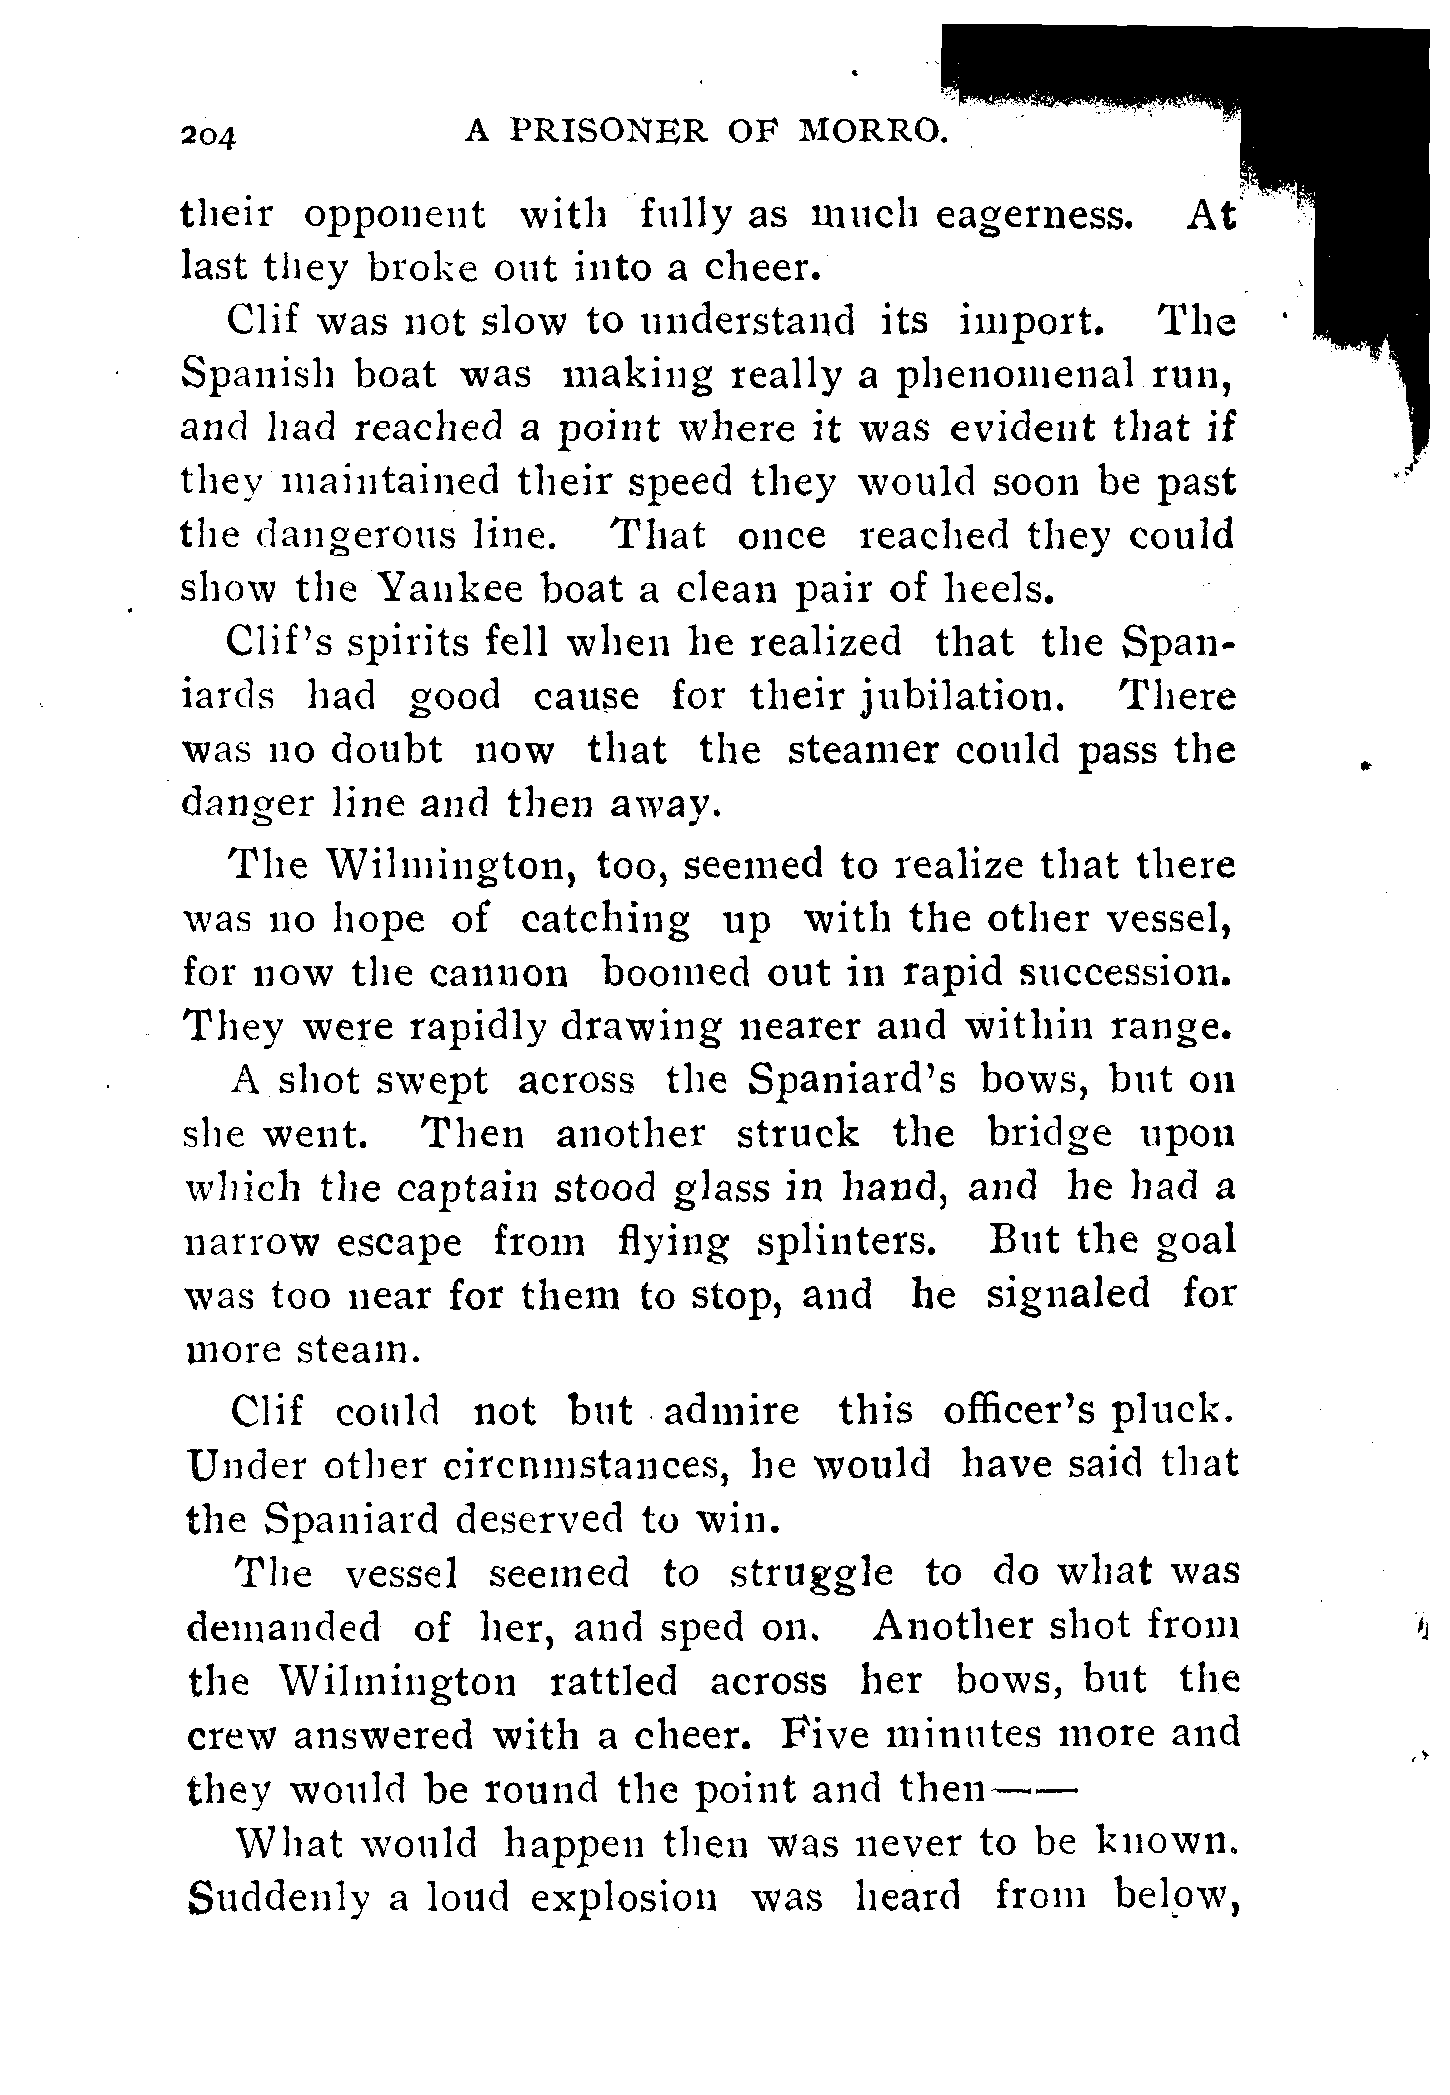 204 A PRISONER OF MORRO.
their opponent with fully as much eagerness. At
last they broke out into a cheer.
Clif was not slow to understand its import. The
Spanish boat was making really a phenomenal run,
and had reached a point where it was evident that if
they maintained their speed they would soon be past
the dangerous line. That once reached they could
show the Yankee boat a clean pair of heels.
Clif's spirits fell when he realized that the Span-
iards had good cause for their jubilation. There
was no doubt now that the steamer could pass the
danger line and then away.
The Wilmington, too, seemed to realize that there
was no hope of catching up with the other vessel,
for now the cannon boomed out in rapid succession.
They were rapidly drawing nearer and within range.
A shot swept across the Spaniard's bows, but on
she went. Then another struck the bridge upon
which the captain stood glass in hand, and he had a
narrow escape from flying splinters. But the goal
was too near for them to stop, and he signaled for
more steam.
Clif could not but admire this officer's pluck.
Under other circumstances, he would have said that
the Spaniard deserved to win.
The vessel seemed to struggle to do what was
demanded of her, and sped on. Another shot from
the Wilmington rattled across her bows, but the
crew answered with a cheer. Five minutes more and
they would be round the point and then——
What would happen then was never to be known.
Suddenly a loud explosion was heard from below,